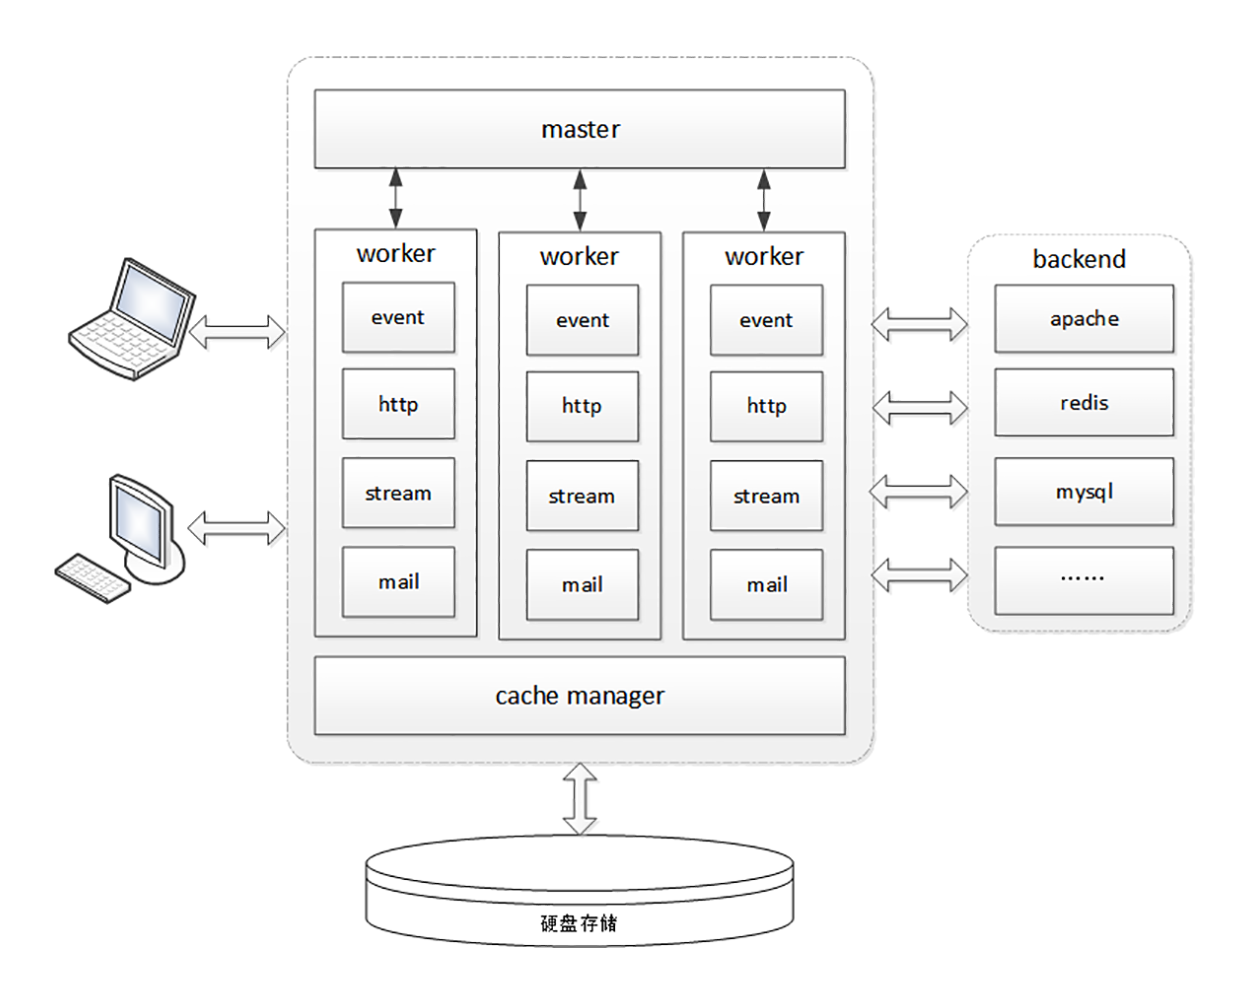 master
worker
event
http
stream
mail
worker
event
http
stream
mail
worker
event
http
stream
mail
cache manager
backend
apache
redis
mysql
……
硬盘存储